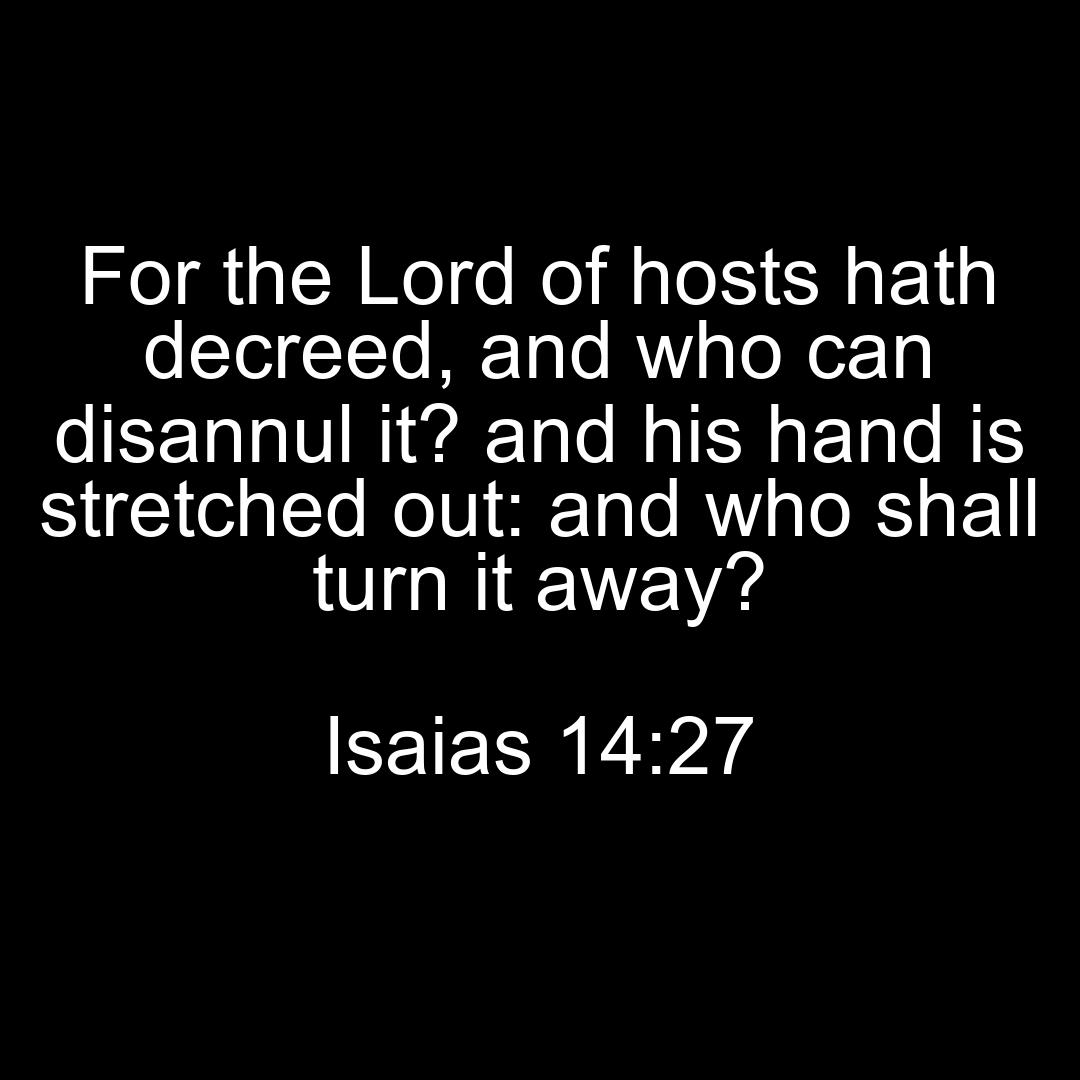 For the Lord of hosts hath
decreed, and who can
disannul it? and his hand is
stretched out: and who shall
turn it away?
Isaias 14:27